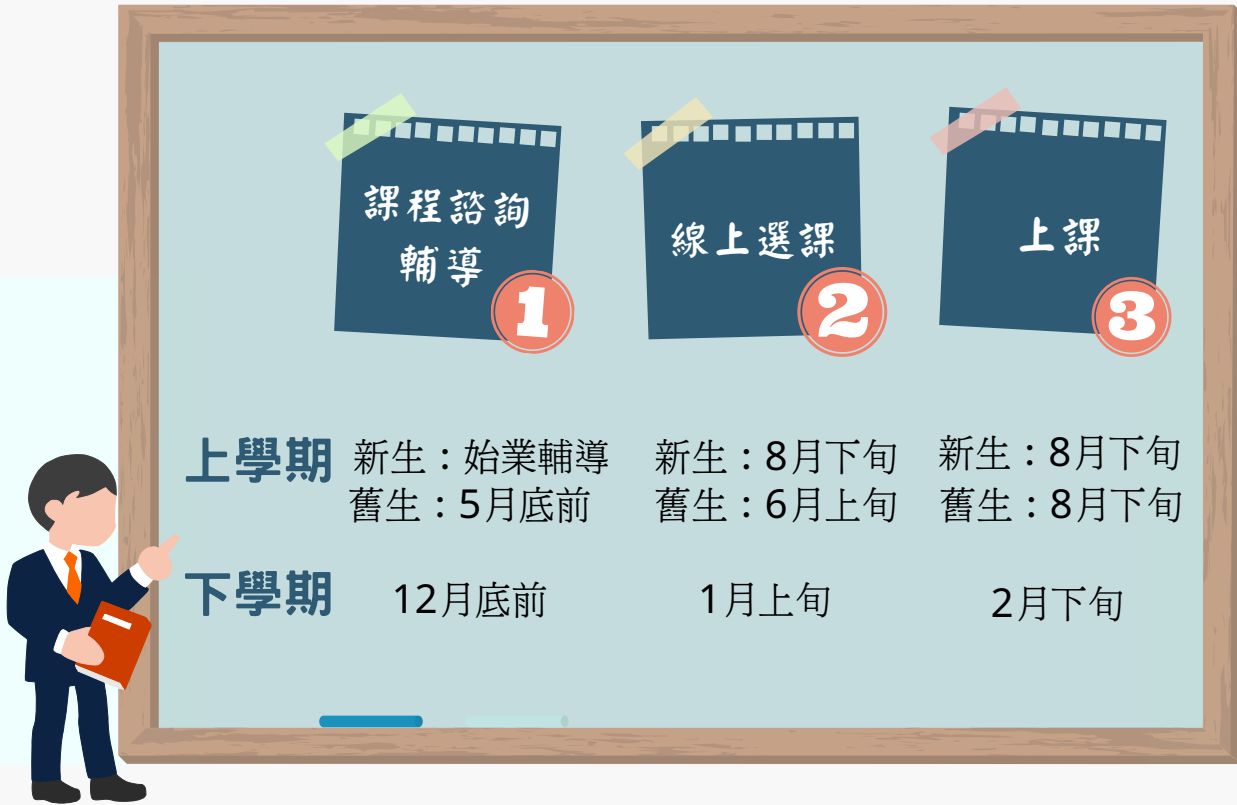 課程諮詢
輔導
1
線上選課
2
上課
3
上學期
新生：始業輔導
舊生：5月底前
新生：8月下旬
舊生：6月上旬
新生：8月下旬
舊生：8月下旬
下學期
12月底前
1月上旬
2月下旬